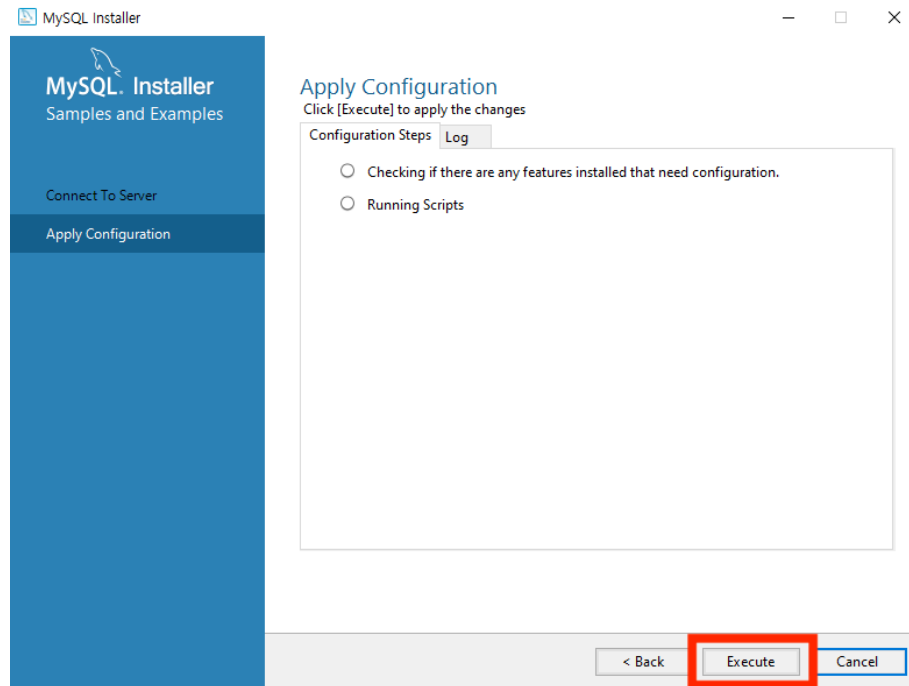 MySQL Installer
MySQL. Installer
Samples and Examples
Connect To Server
Apply Configuration
Apply Configuration
Click [Execute] to apply the changes
Configuration Steps Log
Checking if there are any features installed that need configuration.
Running Scripts
< Back Execute Cancel